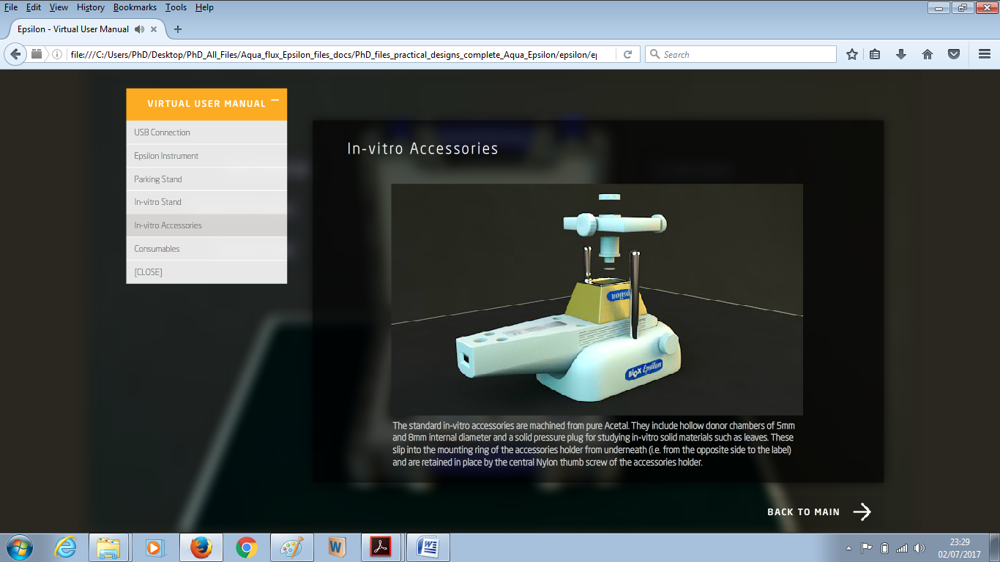 File Edit View History Bookmarks Tools Help
Epsilon - Virtual User Manual
file:///C:/Users/PhD/Desktop/PhD_All_Files/Aqua_flux_Epsilon_files_docs/PhD_files_practical_designs_complete_Aqua_Epsilon/epsilon/ep
Search
VIRTUAL USER MANUAL
USB Connection
Epsilon Instrument
Parking Stand
In-vitro Stand
In-vitro Accessories
Consumables
[CLOSE]
In-vitro Accessories
Epsilon
Biox Epsilon
The standard in-vitro accessories are machined from pure Acetal. They include hollow donor chambers of 5mm
and 8mm internal diameter and a solid pressure plug for studying in-vitro solid materials such as leaves. These
slip into the mounting ring of the accessories holder from underneath (i.e. from the opposite side to the label)
and are retained in place by the central Nylon thumb screw of the accessories holder.
BACK TO MAIN
23:29
02/07/2017